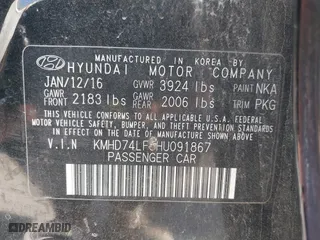 MANUFACTURED IN KOREA BY
HYUNDAI MOTOR COMPANY
JAN/12/16 GVWR 3924 lbs PAINT NKA
GAWR FRONT 2183 lbs GAWR REAR 2006 lbs TRIM PKG
THIS VEHICLE CONFORMS TO ALL APPLICABLE U.S. FEDERAL
MOTOR VEHICLE SAFETY, BUMPER, AND THEFT PREVENTION
STANDARDS IN EFFECT ON THE DATE OF MANUFACTURE
SHOWN ABOVE.
V.I.N
PASSENGER CAR